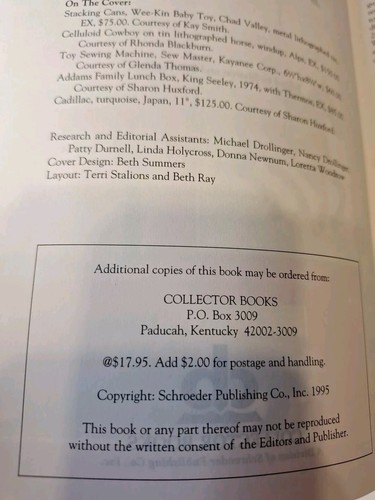 On The Cover:
Stacking Cans, Wee-Kin Baby Toy, Chad Valley, metal lithographed
EX, $75.00. Courtesy of Kay Smith.
Celluloid Cowboy on tin lithographed horse, windup, Alps, EX,
Courtesy of Rhonda Blackburn.
Toy Sewing Machine, Sew Master, Kayanee Corp.,
Courtesy of Glenda Thomas.
Addams Family Lunch Box, King Seeley, 1974, with Thermos, EX,
Courtesy of Sharon Huxford.
Cadillac, turquoise, Japan, 11", $125.00. Courtesy of Sharon Huxford.
Research and Editorial Assistants: Michael Drollinger, Nancy Drollinger,
Patty Durnell, Linda Holycross, Donna Newnum, Loretta Woodrow
Cover Design: Beth Summers
Layout: Terri Stalions and Beth Ray
Additional copies of this book may be ordered from:
COLLECTOR BOOKS
P.O. Box 3009
Paducah, Kentucky 42002-3009
@$17.95. Add $2.00 for postage and handling.
Copyright: Schroeder Publishing Co., Inc. 1995
This book or any part thereof may not be reproduced
without the written consent of the Editors and Publisher.